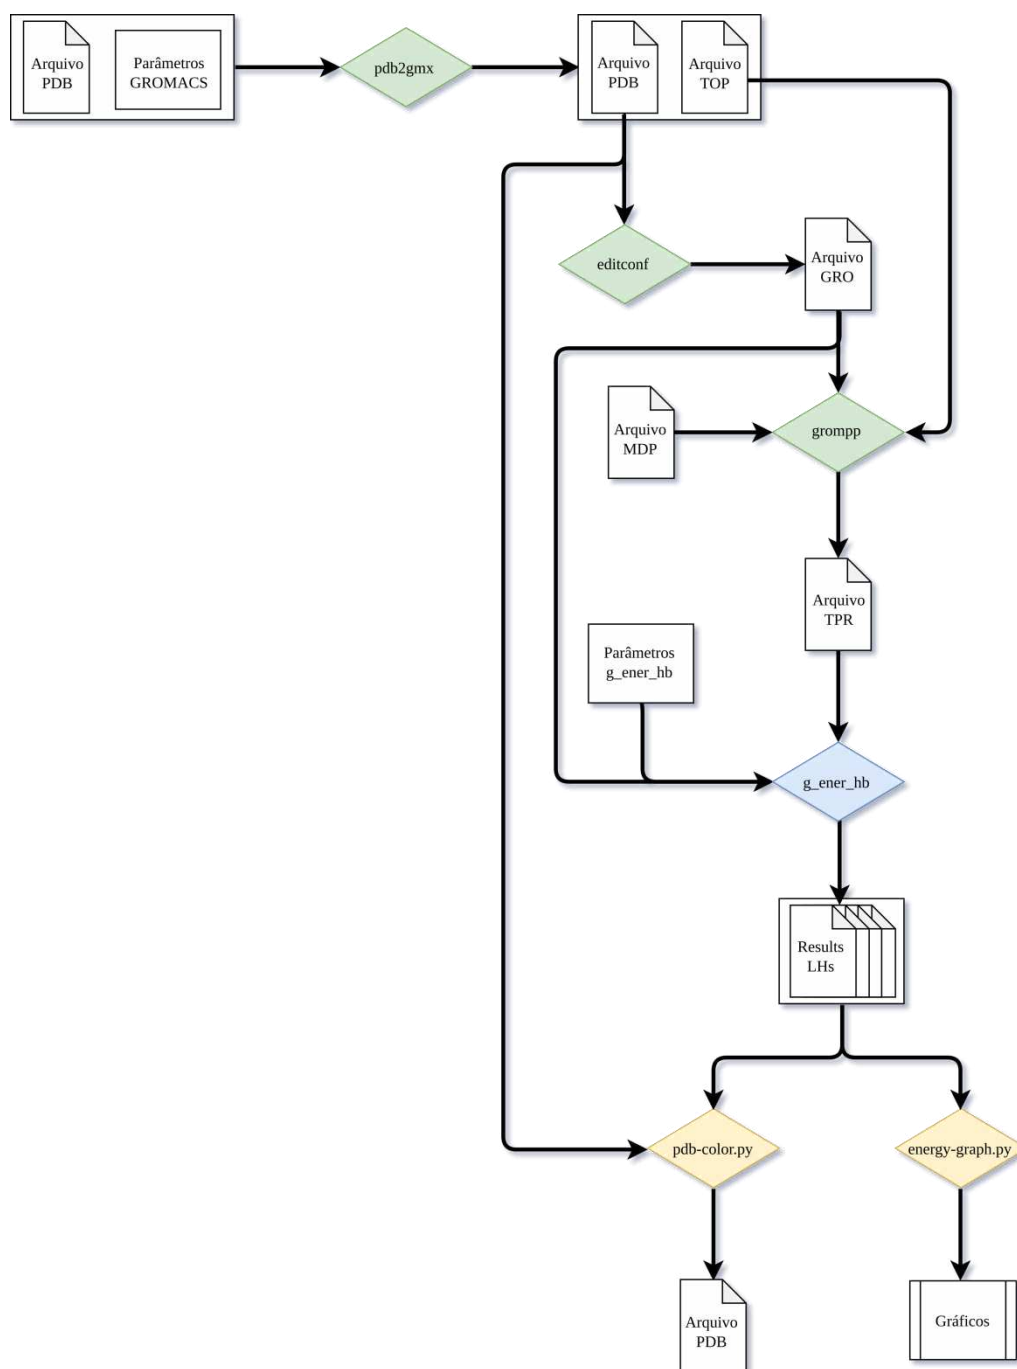 Arquivo
PDB
Parâmetros
GROMACS
pdb2gmx
Arquivo
PDB
Arquivo
TOP
editconf
Arquivo
GRO
Arquivo
MDP
grompp
Arquivo
TPR
Parâmetros
g_ener_hb
g_ener_hb
Results
LHs
pdb-color.py
energy-graph.py
Arquivo
PDB
Gráficos